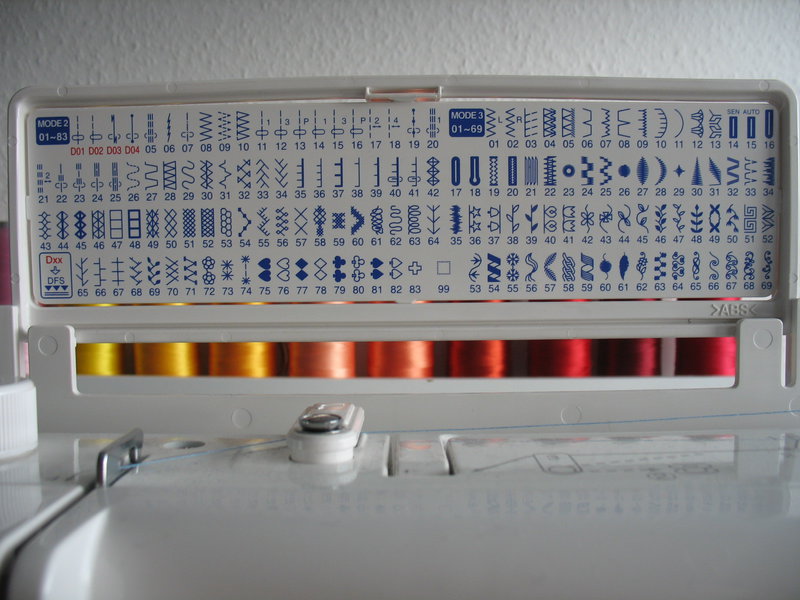 MODE 2
01~83
D01 D02 D03 D04 05 06 07 08 09 10 11 12 13 14 15 16 17 18 19 20
21 22 23 24 25 26 27 28 29 30 31 32 33 34 35 36 37 38 39 40 41 42
43 44 45 46 47 48 49 50 51 52 53 54 55 56 57 58 59 60 61 62 63 64
Dxx
DFS
65 66 67 68 69 70 71 72 73 74 75 76 77 78 79 80 81 82 83 99
MODE 3
01~69
L R SEN AUTO
01 02 03 04 05 06 07 08 09 10 11 12 13 14 15 16
17 18 19 20 21 22 23 24 25 26 27 28 29 30 31 32 33 34
35 36 37 38 39 40 41 42 43 44 45 46 47 48 49 50 51 52
53 54 55 56 57 58 59 60 61 62 63 64 65 66 67 68 69
>ABS<